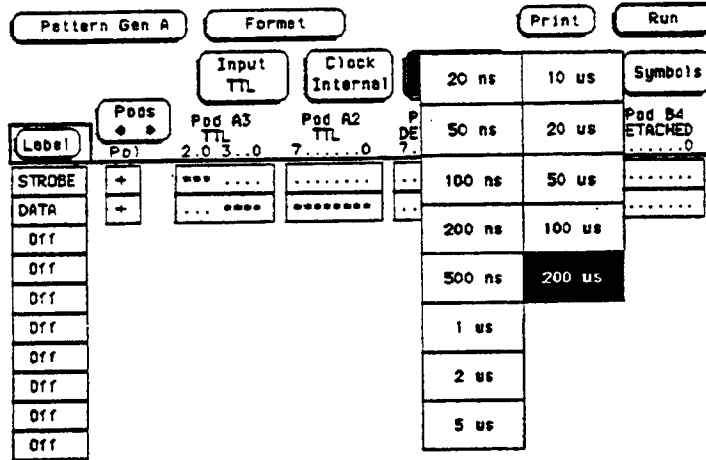 Pattern Gen A Format Print Run
Input TTL Clock Internal Symbols
Label Pods Pol
Pod A3 TTL 2.0 3..0
Pod A2 TTL 7......0
P DE 7.
Pod B4 ETACHED ......0
STROBE + *** .... ........ .. ......
DATA + ... **** ******** .. ......
Off
Off
Off
Off
Off
Off
Off
Off
20 ns 10 us
50 ns 20 us
100 ns 50 us
200 ns 100 us
500 ns 200 us
1 us
2 us
5 us